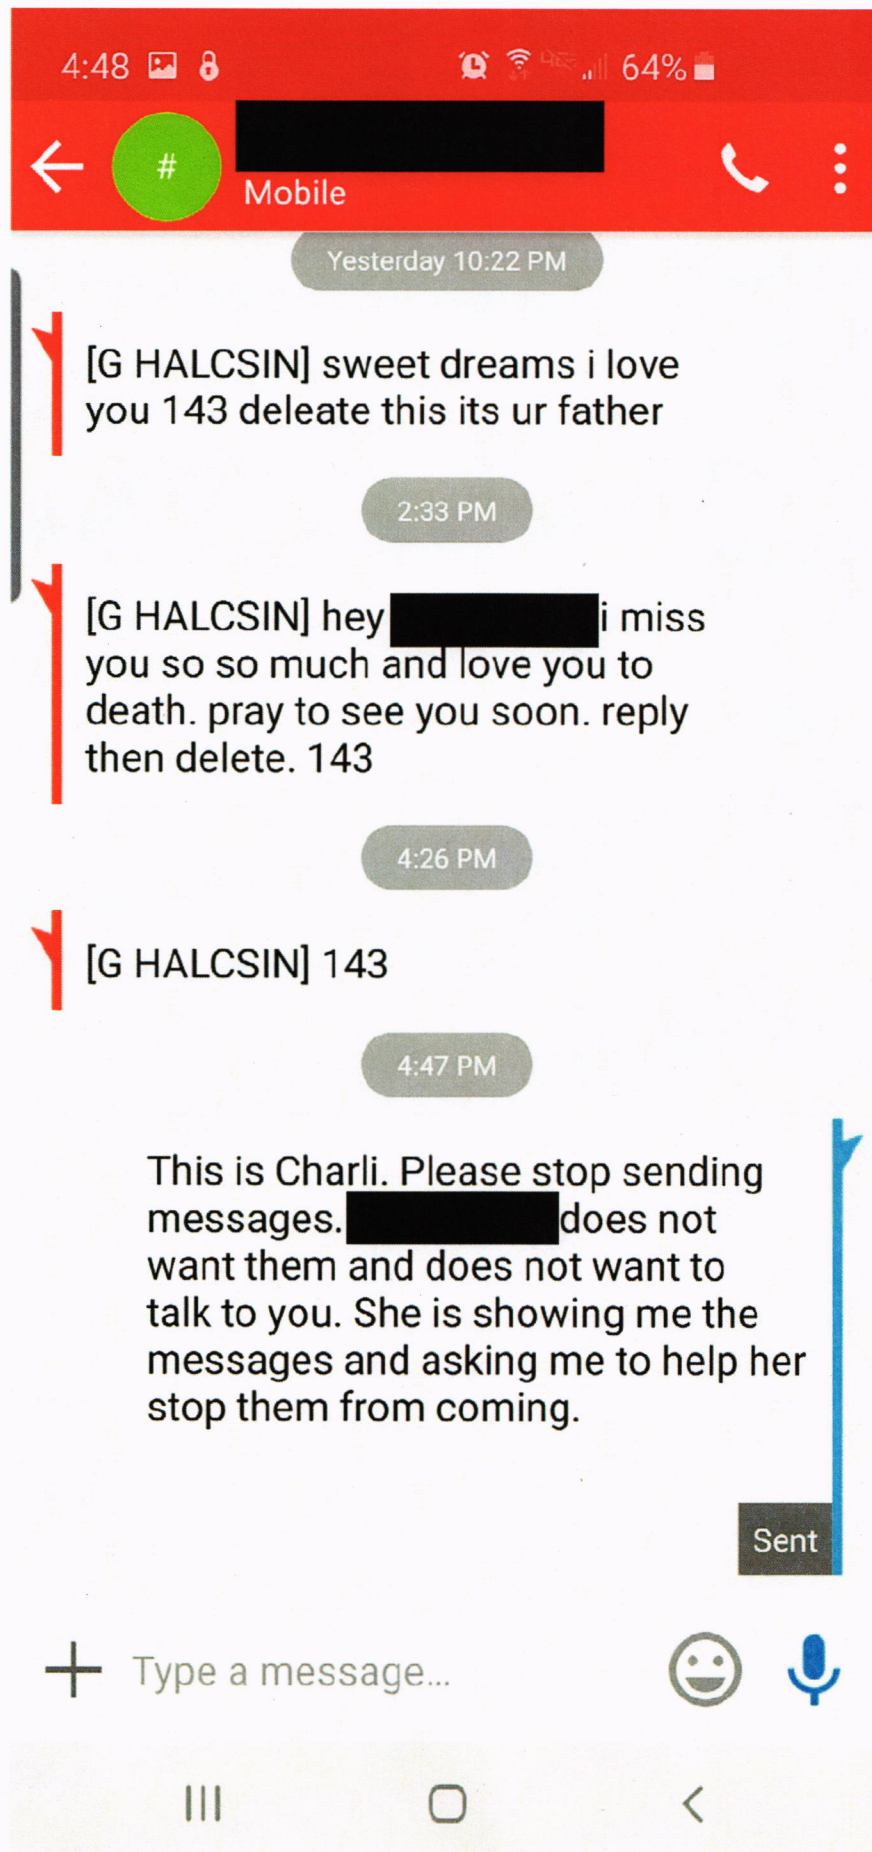 4:48 64%
#
Mobile
Yesterday 10:22 PM
[G HALCSIN] sweet dreams i love
you 143 deleate this its ur father
2:33 PM
[G HALCSIN] hey i miss
you so so much and love you to
death. pray to see you soon. reply
then delete. 143
4:26 PM
[G HALCSIN] 143
4:47 PM
This is Charli. Please stop sending
messages. does not
want them and does not want to
talk to you. She is showing me the
messages and asking me to help her
stop them from coming.
Sent
Type a message...